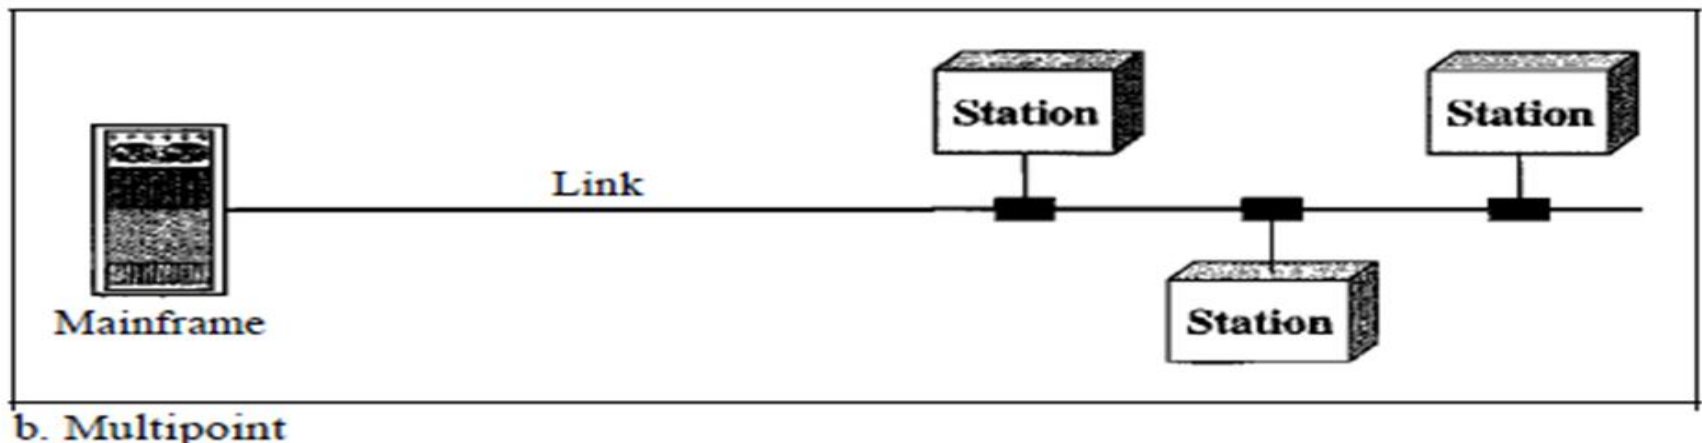 Station
Station
Link
Mainframe
Station
b. Multipoint